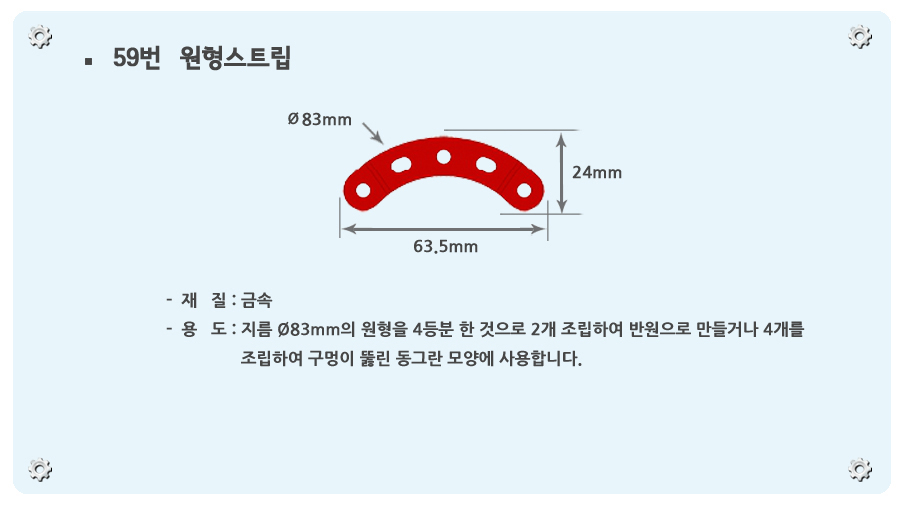 ▪ 59번 원형스트립
Ø 83mm
24mm
63.5mm
- 재 질 : 금속
- 용 도 : 지름 Ø83mm의 원형을 4등분 한 것으로 2개 조립하여 반원으로 만들거나 4개를
조립하여 구멍이 뚫린 동그란 모양에 사용합니다.